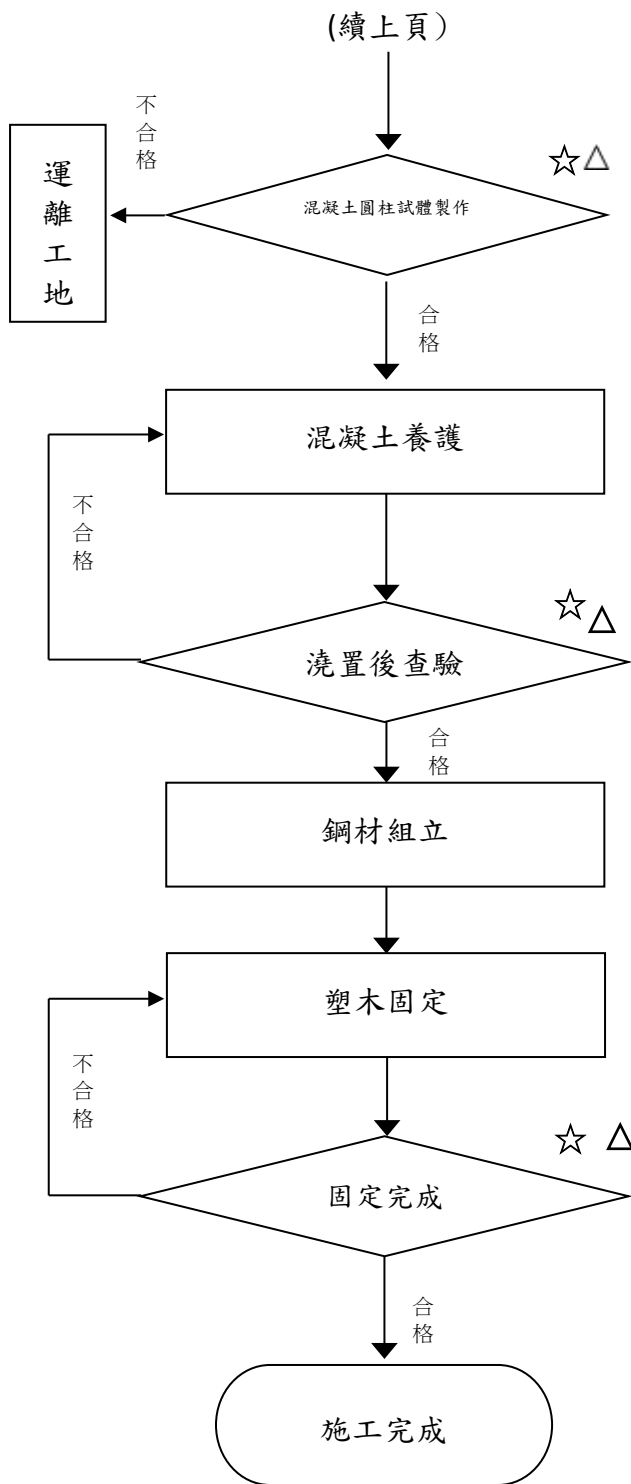 (續上頁）
不合格
☆△
運離工地
混凝土圓柱試體製作
合格
混凝土養護
不合格
☆△
澆置後查驗
合格
鋼材組立
塑木固定
不合格
☆ △
固定完成
合格
施工完成